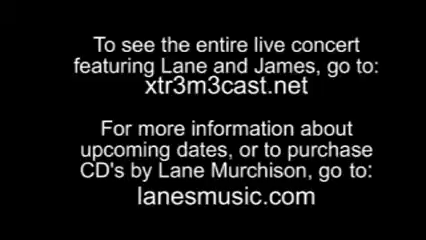 To see the entire live concert
featuring Lane and James, go to:
xtr3m3cast.net
For more information about
upcoming dates, or to purchase
CD's by Lane Murchison, go to:
lanesmusic.com